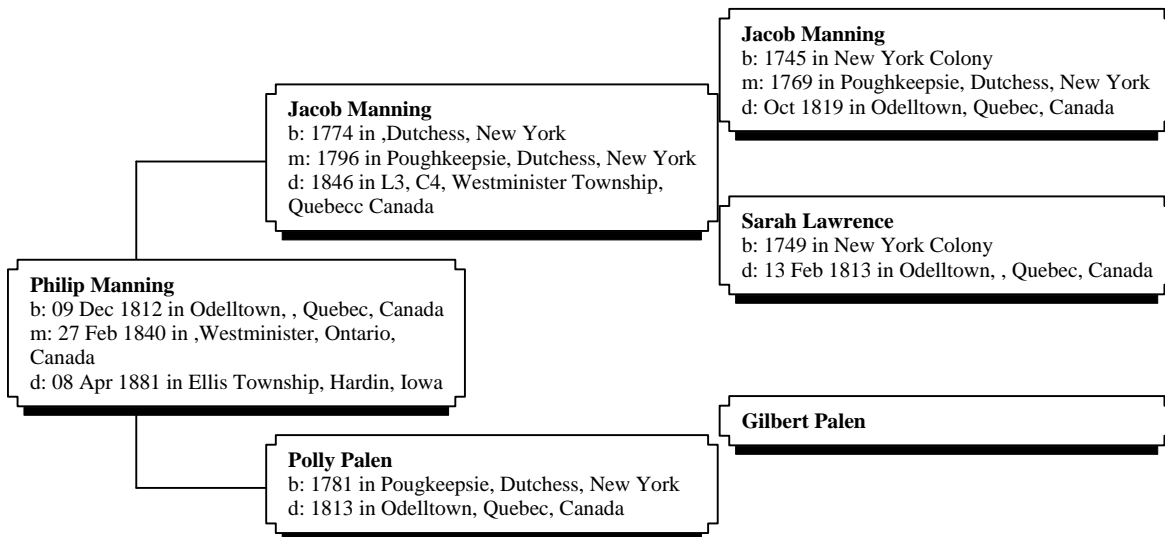 Jacob Manning
b: 1745 in New York Colony
m: 1769 in Poughkeepsie, Dutchess, New York
d: Oct 1819 in Odelltown, Quebec, Canada
Jacob Manning
b: 1774 in ,Dutchess, New York
m: 1796 in Poughkeepsie, Dutchess, New York
d: 1846 in L3, C4, Westminister Township,
Quebecc Canada
Sarah Lawrence
b: 1749 in New York Colony
d: 13 Feb 1813 in Odelltown, , Quebec, Canada
Philip Manning
b: 09 Dec 1812 in Odelltown, , Quebec, Canada
m: 27 Feb 1840 in ,Westminister, Ontario,
Canada
d: 08 Apr 1881 in Ellis Township, Hardin, Iowa
Gilbert Palen
Polly Palen
b: 1781 in Pougkeepsie, Dutchess, New York
d: 1813 in Odelltown, Quebec, Canada